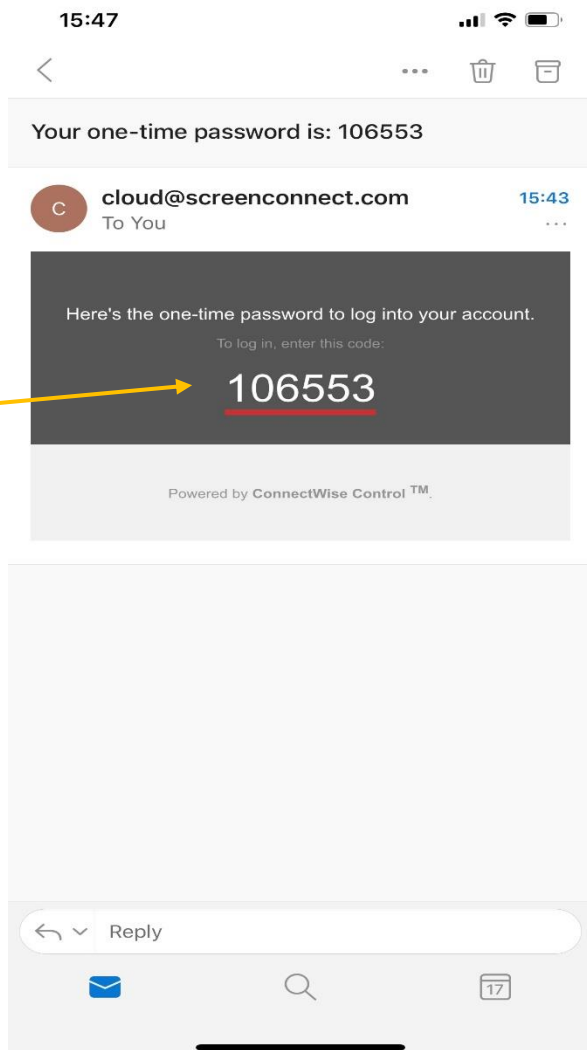 15:47
Your one-time password is: 106553
C
cloud@screenconnect.com
15:43
To You
Here's the one-time password to log into your account.
To log in, enter this code:
106553
Powered by ConnectWise Control TM.
Reply
17